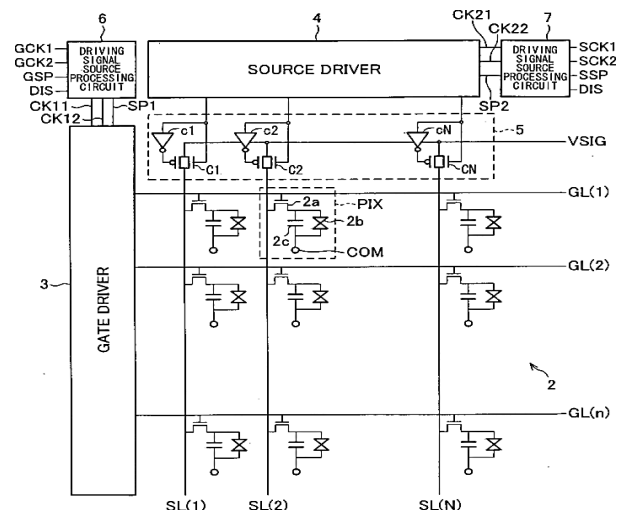 6
4
CK21
CK22
7
GCK1
GCK2
GSP
DIS
DRIVING
SIGNAL
SOURCE
PROCESSING
CIRCUIT
SOURCE DRIVER
DRIVING
SIGNAL
SOURCE
PROCESSING
CIRCUIT
SCK1
SCK2
SSP
DIS
CK11
CK12
SP1
SP2
c1
c2
cN
5
VSIG
C1
C2
CN
GL(1)
2a
PIX
2b
2c
COM
3
GATE DRIVER
GL(2)
2
GL(n)
SL(1)
SL(2)
SL(N)